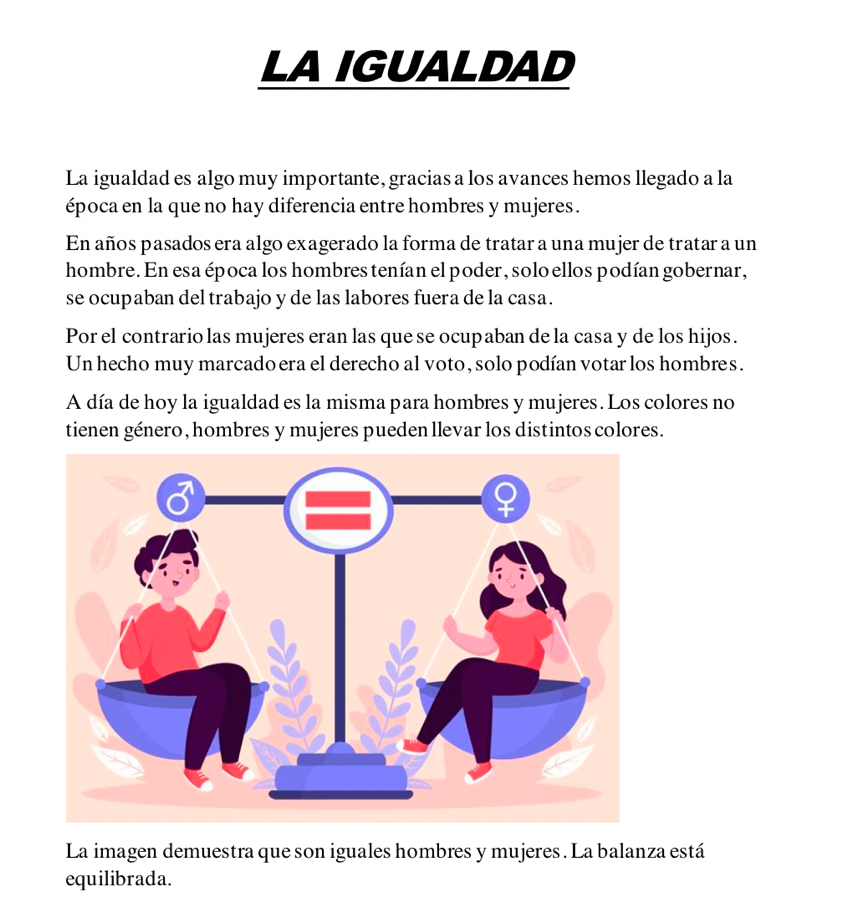 LA IGUALDAD
La igualdad es algo muy importante, gracias a los avances hemos llegado a la
época en la que no hay diferencia entre hombres y mujeres.
En años pasados era algo exagerado la forma de tratar a una mujer de tratar a un
hombre. En esa época los hombres tenían el poder, solo ellos podían gobernar,
se ocupaban del trabajo y de las labores fuera de la casa.
Por el contrario las mujeres eran las que se ocupaban de la casa y de los hijos.
Un hecho muy marcado era el derecho al voto, solo podían votar los hombres.
A día de hoy la igualdad es la misma para hombres y mujeres. Los colores no
tienen género, hombres y mujeres pueden llevar los distintos colores.
La imagen demuestra que son iguales hombres y mujeres. La balanza está
equilibrada.